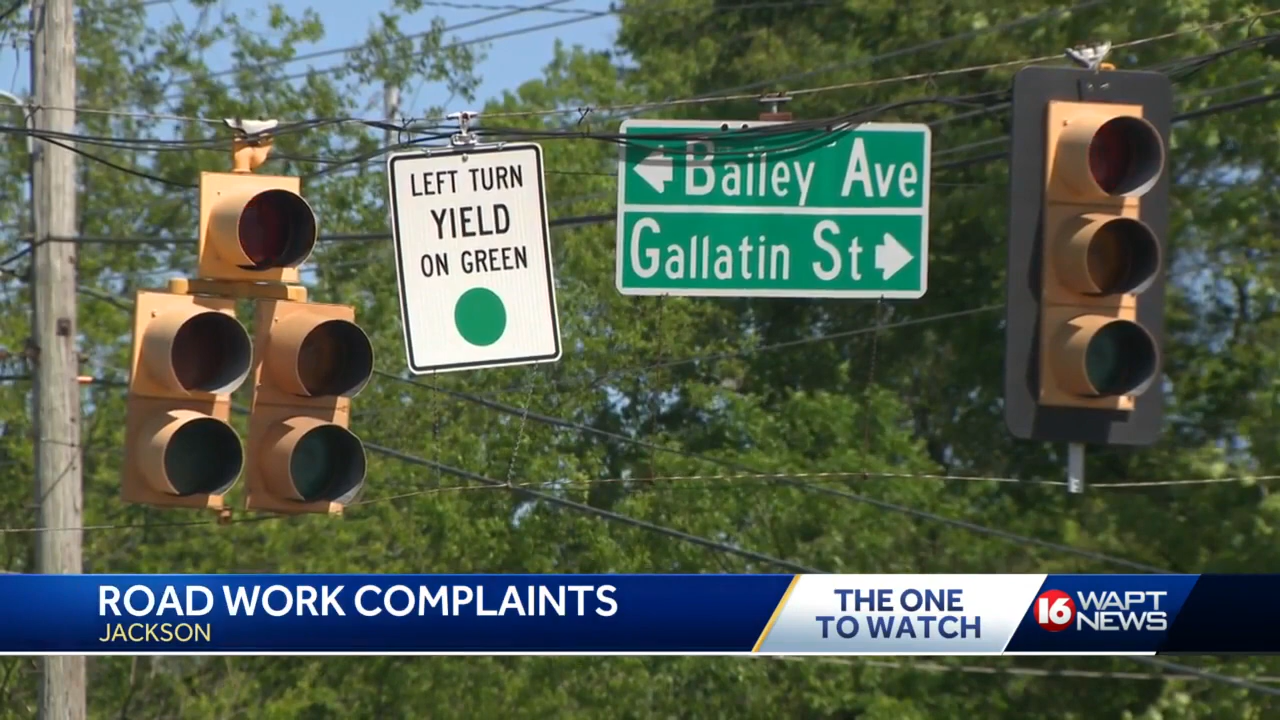 LEFT TURN
YIELD
ON GREEN
Bailey Ave
Gallatin St
ROAD WORK COMPLAINTS
JACKSON
THE ONE
TO WATCH
16 WAPT
NEWS